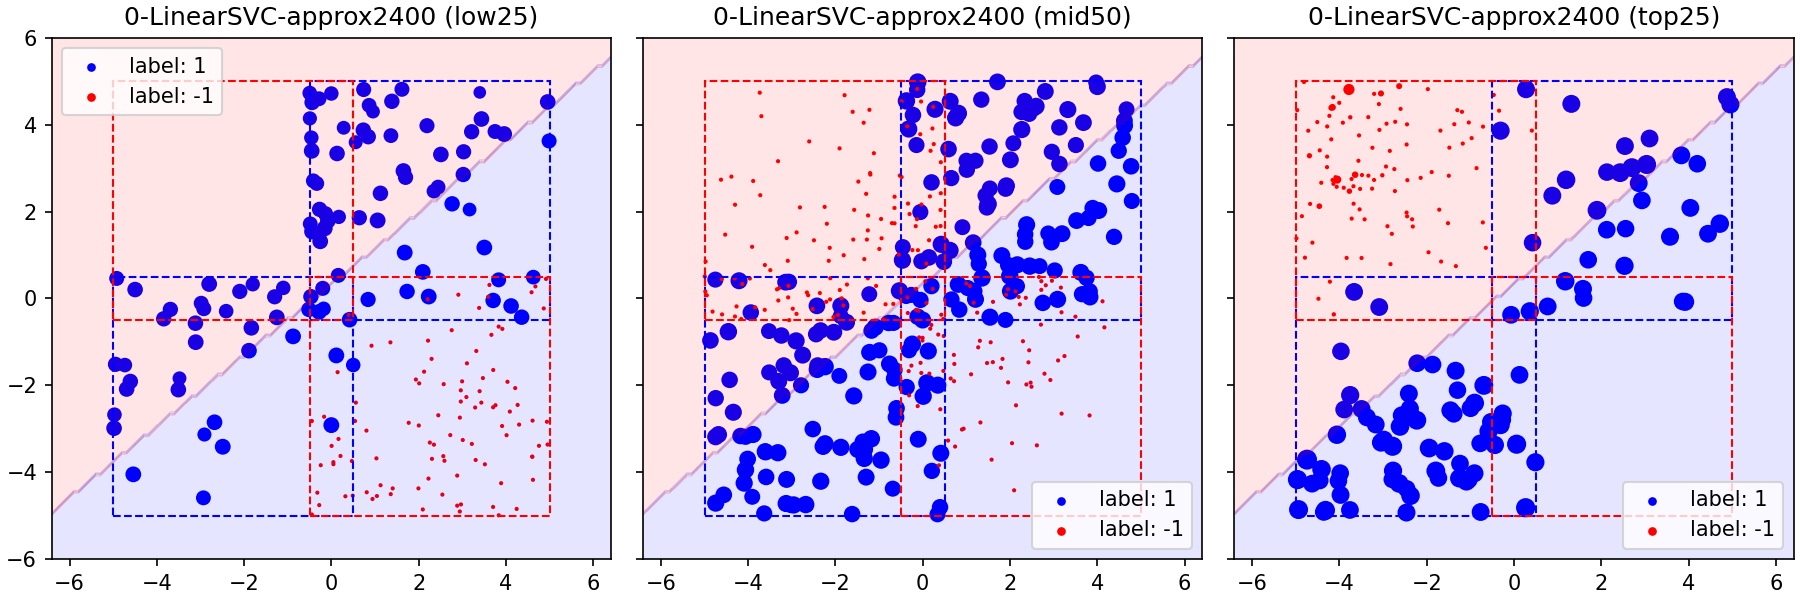 0-LinearSVC-approx2400 (low25)
0-LinearSVC-approx2400 (mid50)
0-LinearSVC-approx2400 (top25)
label: 1
label: -1
label: 1
label: -1
label: 1
label: -1
6
4
2
0
−2
−4
−6
−6 −4 −2 0 2 4 6
−6 −4 −2 0 2 4 6
−6 −4 −2 0 2 4 6